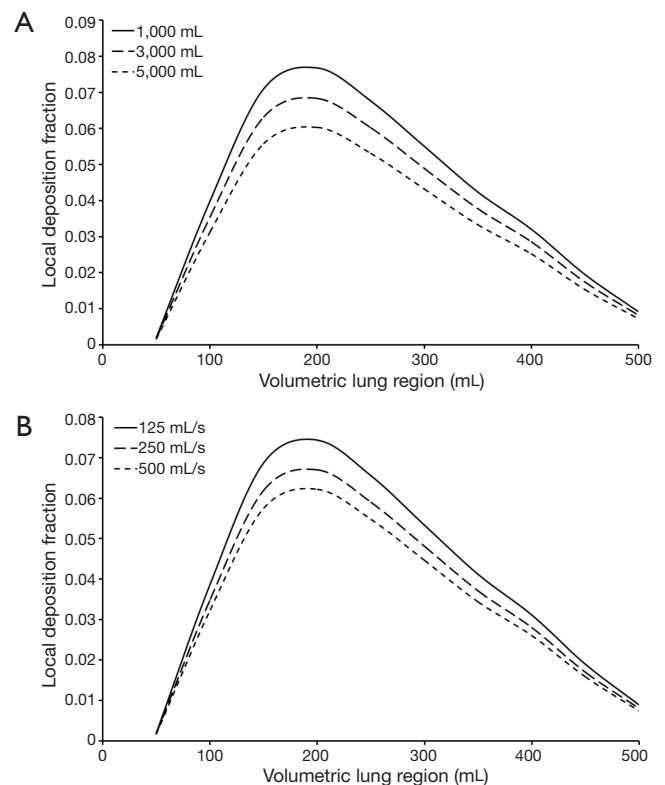 A
1,000 mL
3,000 mL
5,000 mL
Local deposition fraction
0.09
0.08
0.07
0.06
0.05
0.04
0.03
0.02
0.01
0
0 100 200 300 400 500
Volumetric lung region (mL)
B
125 mL/s
250 mL/s
500 mL/s
Local deposition fraction
0.08
0.07
0.06
0.05
0.04
0.03
0.02
0.01
0
0 100 200 300 400 500
Volumetric lung region (mL)